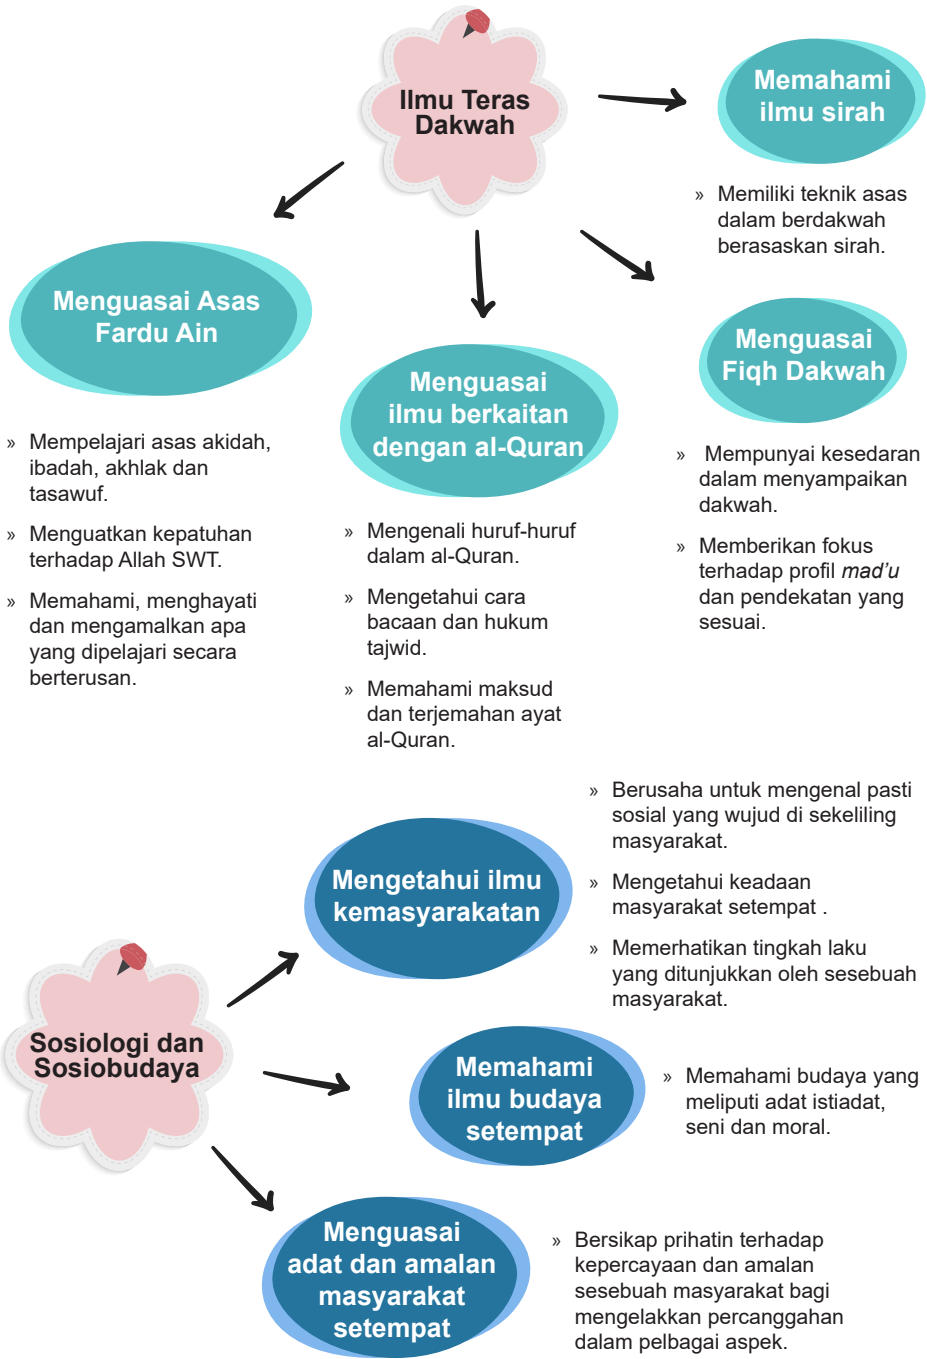 Ilmu Teras
Dakwah
Memahami
ilmu sirah
» Memiliki teknik asas
dalam berdakwah
berasaskan sirah.
Menguasai Asas
Fardu Ain
» Mempelajari asas akidah,
ibadah, akhlak dan
tasawuf.
» Menguatkan kepatuhan
terhadap Allah SWT.
» Memahami, menghayati
dan mengamalkan apa
yang dipelajari secara
berterusan.
Menguasai
ilmu berkaitan
dengan al-Quran
» Mengenali huruf-huruf
dalam al-Quran.
» Mengetahui cara
bacaan dan hukum
tajwid.
» Memahami maksud
dan terjemahan ayat
al-Quran.
Menguasai
Fiqh Dakwah
» Mempunyai kesedaran
dalam menyampaikan
dakwah.
» Memberikan fokus
terhadap profil mad’u
dan pendekatan yang
sesuai.
Sosiologi dan
Sosiobudaya
Mengetahui ilmu
kemasyarakatan
» Berusaha untuk mengenal pasti
sosial yang wujud di sekeliling
masyarakat.
» Mengetahui keadaan
masyarakat setempat .
» Memerhatikan tingkah laku
yang ditunjukkan oleh sesebuah
masyarakat.
Memahami
ilmu budaya
setempat
» Memahami budaya yang
meliputi adat istiadat,
seni dan moral.
Menguasai
adat dan amalan
masyarakat
setempat
» Bersikap prihatin terhadap
kepercayaan dan amalan
sesebuah masyarakat bagi
mengelakkan percanggahan
dalam pelbagai aspek.